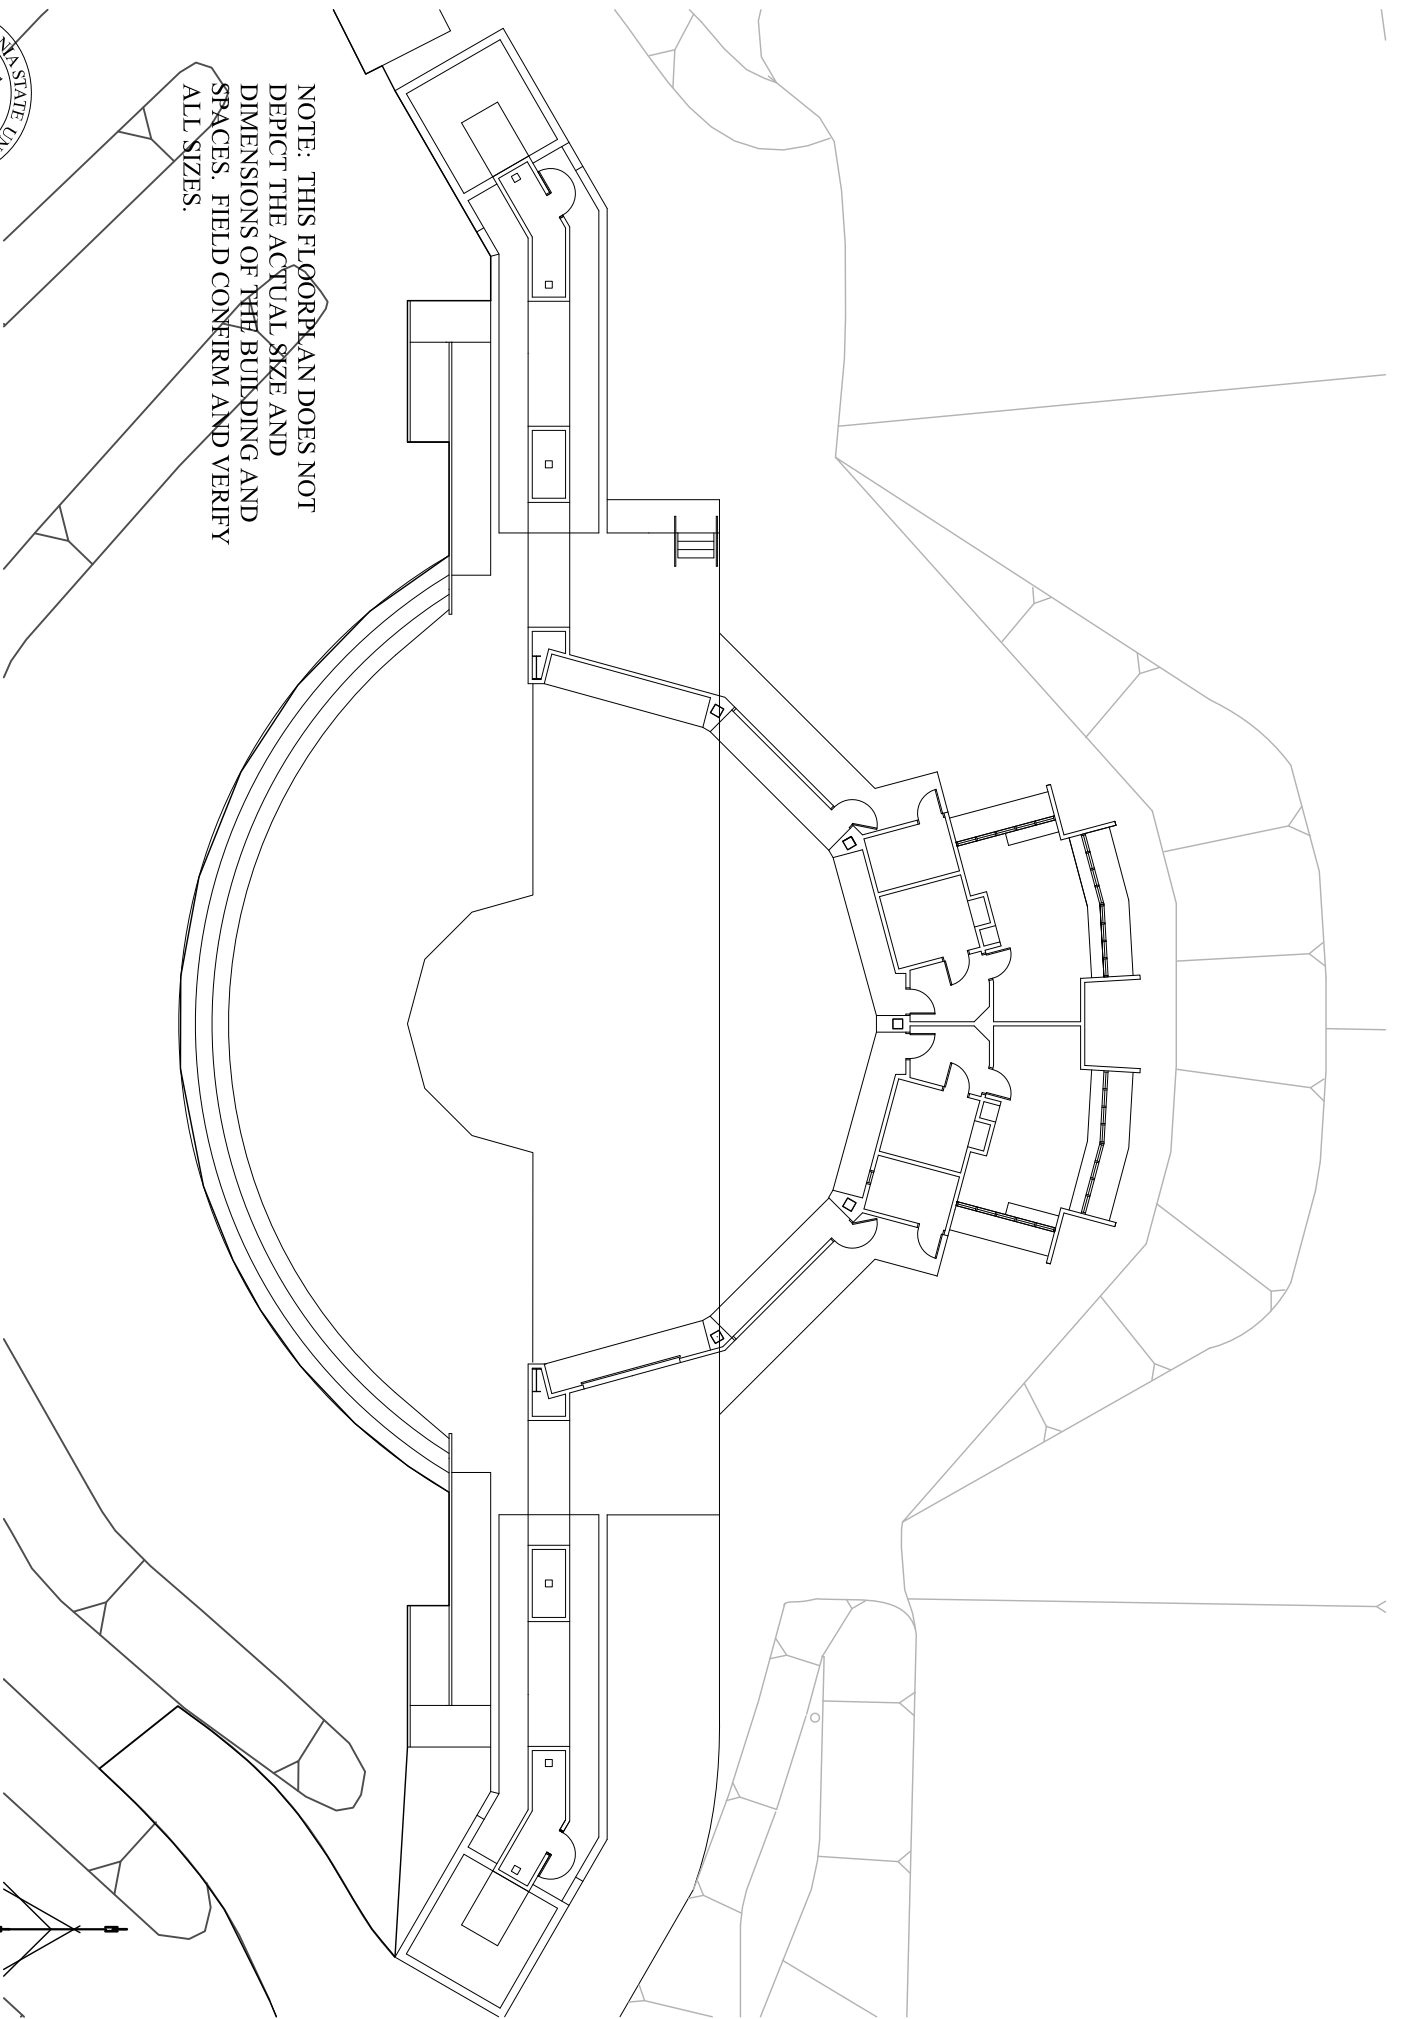 NOTE: THIS FLOORPLAN DOES NOT
DEPICT THE ACTUAL SIZE AND
DIMENSIONS OF THE BUILDING AND
SPACES. FIELD CONFIRM AND VERIFY
ALL SIZES.
STATE